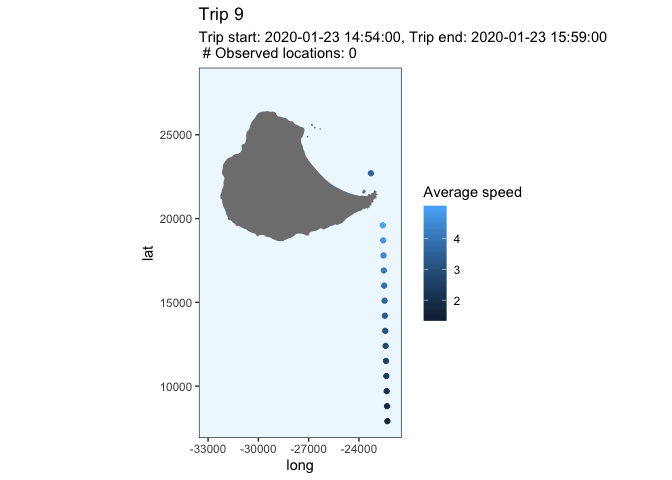 Trip 9
Trip start: 2020-01-23 14:54:00, Trip end: 2020-01-23 15:59:00
# Observed locations: 0
25000
20000
15000
10000
lat
-33000 -30000 -27000 -24000
long
Average speed
4
3
2